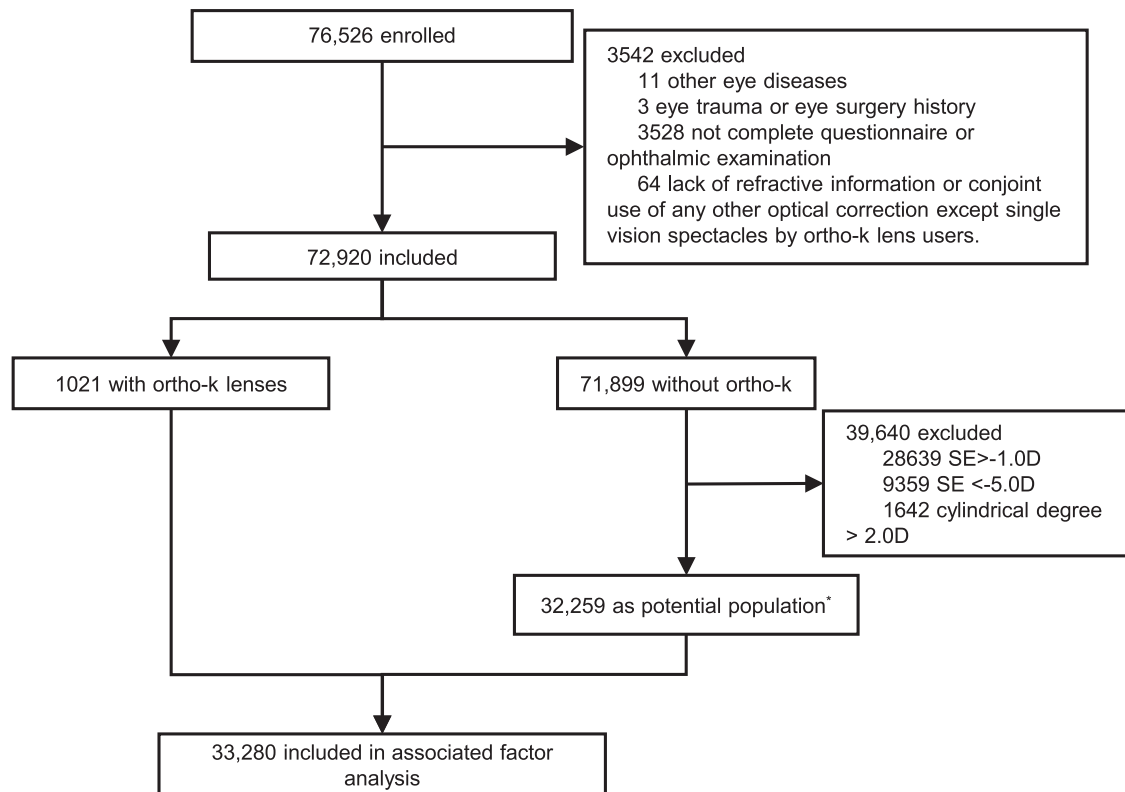 76,526 enrolled
3542 excluded
11 other eye diseases
3 eye trauma or eye surgery history
3528 not complete questionnaire or
ophthalmic examination
64 lack of refractive information or conjoint
use of any other optical correction except single
vision spectacles by ortho-k lens users.
72,920 included
1021 with ortho-k lenses
71,899 without ortho-k
39,640 excluded
28639 SE>-1.0D
9359 SE <-5.0D
1642 cylindrical degree
> 2.0D
32,259 as potential population*
33,280 included in associated factor
analysis